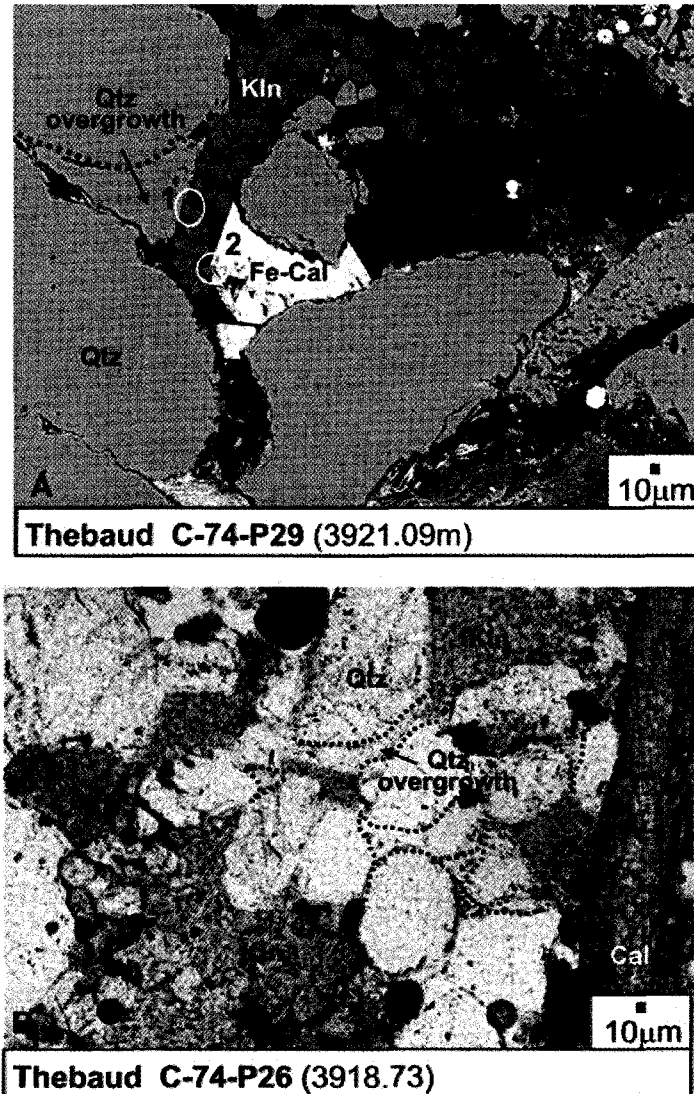 Kln
Qtz
overgrowth
1
2
Fe-Cal
Qtz
A
10µm
Thebaud C-74-P29 (3921.09m)
Qtz
Qtz
overgrowth
Cal
B
10µm
Thebaud C-74-P26 (3918.73)